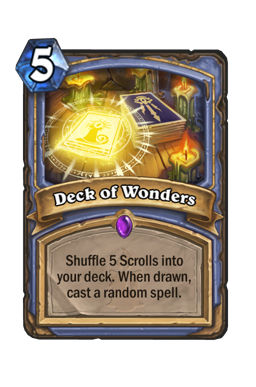 5
Deck of Wonders
Shuffle 5 Scrolls into
your deck. When drawn,
cast a random spell.